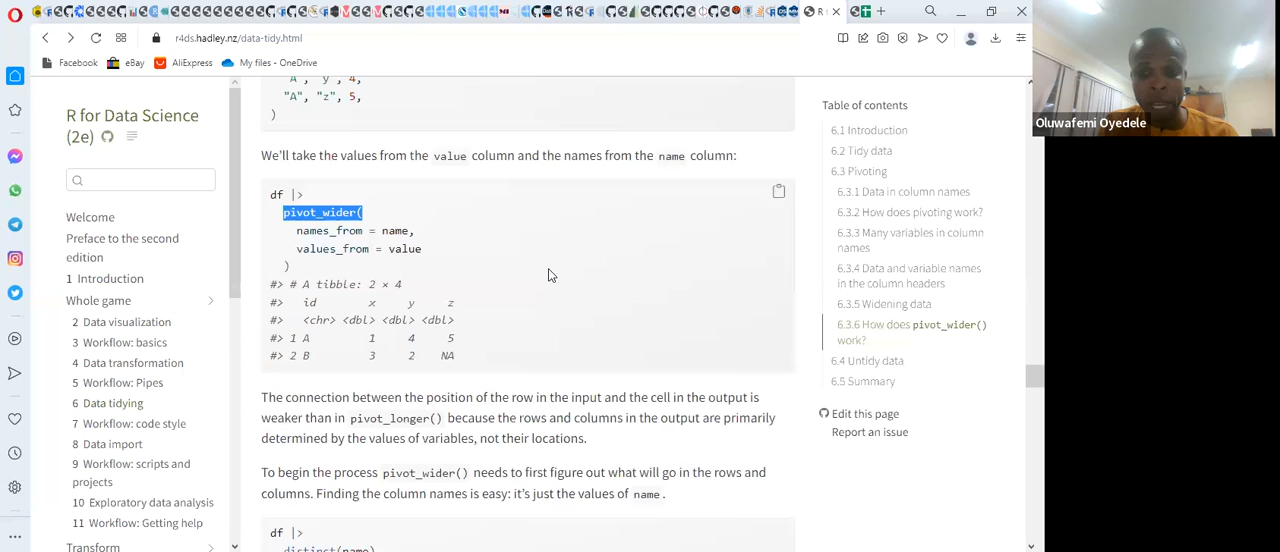 R
r4ds.hadley.nz/data-tidy.html
Facebook
eBay
AliExpress
My files - OneDrive
R for Data Science
(2e)
Welcome
Preface to the second
edition
1 Introduction
Whole game
2 Data visualization
3 Workflow: basics
4 Data transformation
5 Workflow: Pipes
6 Data tidying
7 Workflow: code style
8 Data import
9 Workflow: scripts and
projects
10 Exploratory data analysis
11 Workflow: Getting help
Transform
"A", "y", 4,
"A", "z", 5,
)
We'll take the values from the value column and the names from the name column:
df |>
pivot_wider(
names_from = name,
values_from = value
)
#> # A tibble: 2 × 4
#> id x y z
#> <chr> <dbl> <dbl> <dbl>
#> 1 A 1 4 5
#> 2 B 3 2 NA
The connection between the position of the row in the input and the cell in the output is
weaker than in pivot_longer() because the rows and columns in the output are primarily
determined by the values of variables, not their locations.
To begin the process pivot_wider() needs to first figure out what will go in the rows and
columns. Finding the column names is easy: it's just the values of name.
df |>
distinct(name)
Table of contents
6.1 Introduction
6.2 Tidy data
6.3 Pivoting
6.3.1 Data in column names
6.3.2 How does pivoting work?
6.3.3 Many variables in column
names
6.3.4 Data and variable names
in the column headers
6.3.5 Widening data
6.3.6 How does pivot_wider()
work?
6.4 Untidy data
6.5 Summary
Edit this page
Report an issue
Oluwafemi Oyedele